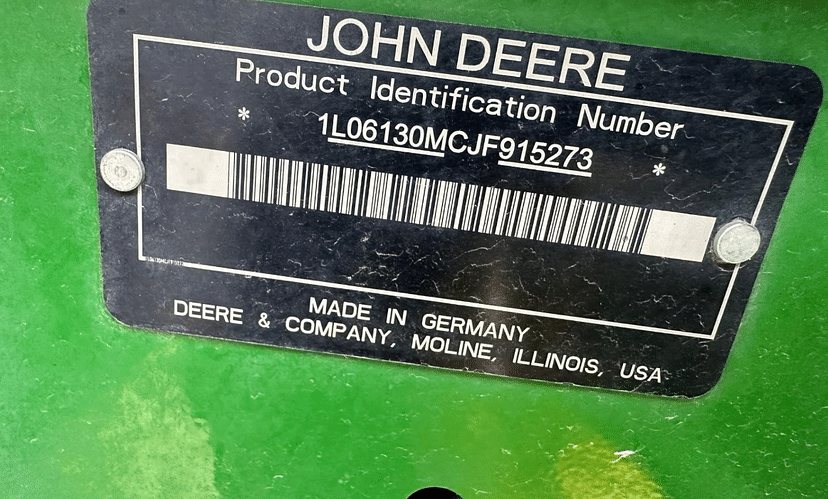 JOHN DEERE
Product Identification Number
* 1L06130MCJF915273 *
MADE IN GERMANY
DEERE & COMPANY, MOLINE, ILLINOIS, USA